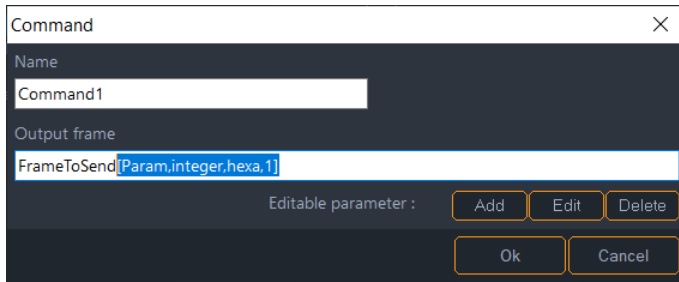 Command
Name
Command1
Output frame
FrameToSend[Param,integer,hexa,1]
Editable parameter : Add Edit Delete
Ok Cancel